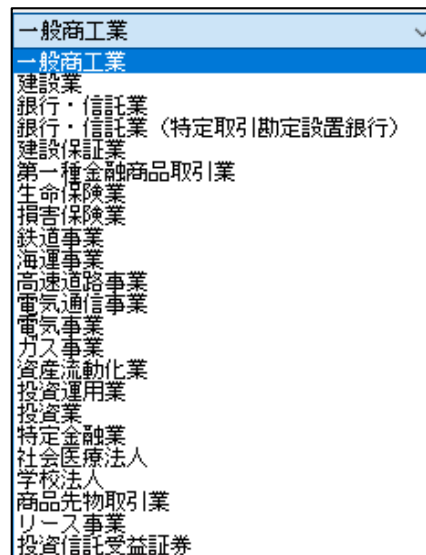 一般商工業
一般商工業
建設業
銀行・信託業
銀行・信託業（特定取引勘定設置銀行）
建設保証業
第一種金融商品取引業
生命保険業
損害保険業
鉄道事業
海運事業
高速道路事業
電気通信事業
電気事業
ガス事業
資産流動化業
投資運用業
投資業
特定金融業
社会医療法人
学校法人
商品先物取引業
リース事業
投資信託受益証券